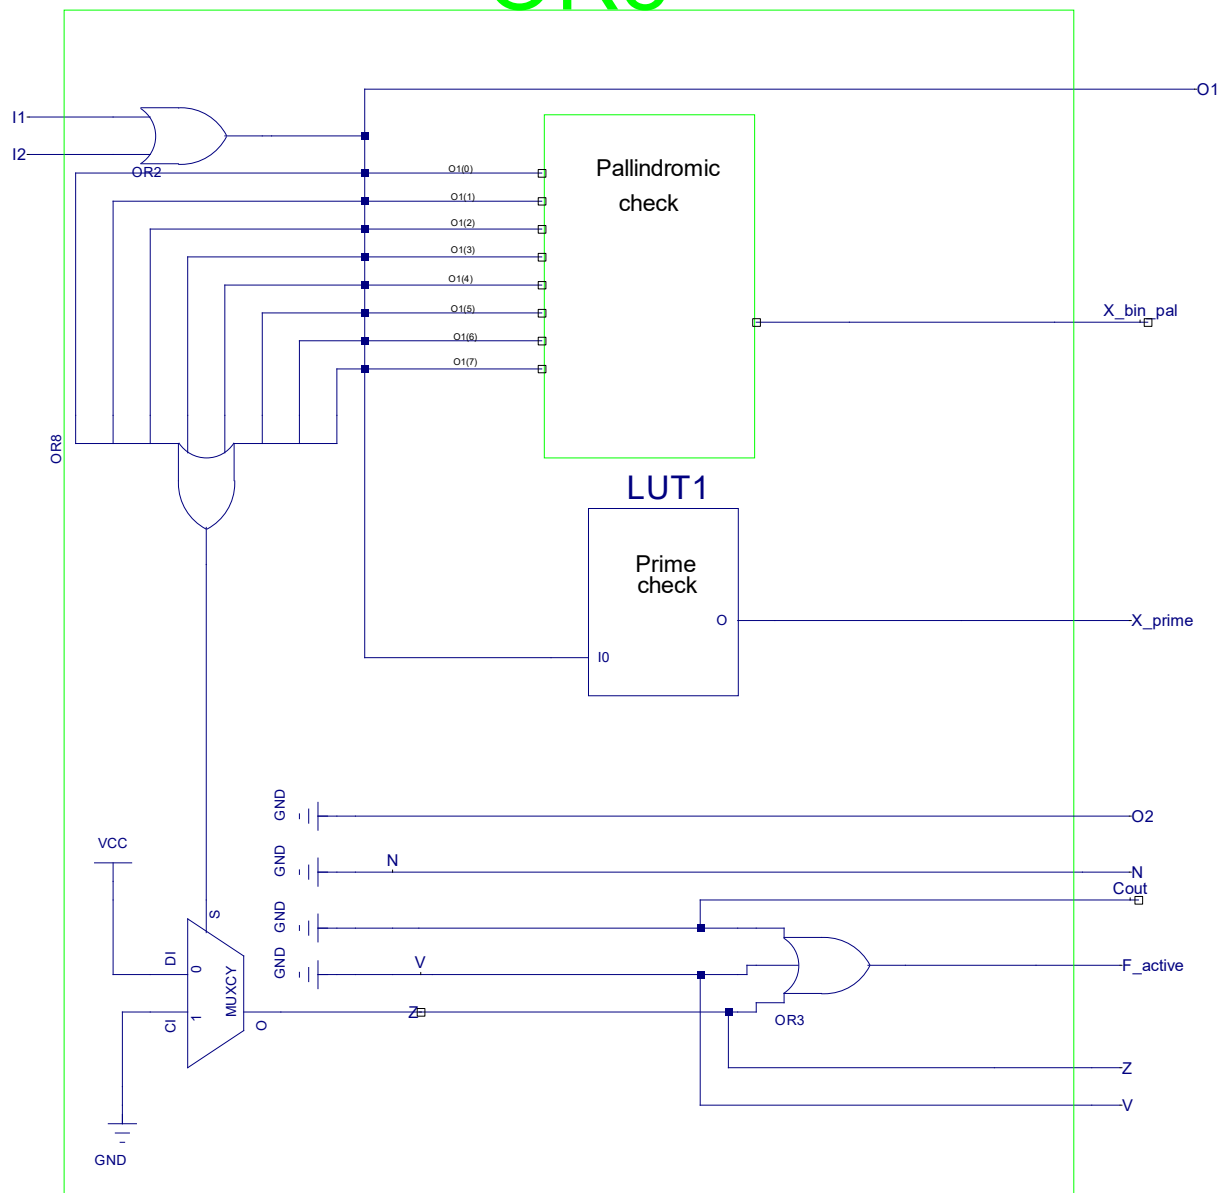 I1
I2
OR2
O1
O1(0)
O1(1)
O1(2)
O1(3)
O1(4)
O1(5)
O1(6)
O1(7)
Pallindromic
check
X_bin_pal
OR8
LUT1
Prime
check
O
I0
X_prime
GND
O2
VCC
GND
N
N
Cout
GND
S
GND
V
DI
0
MUXCY
CI
1
O
Z
OR3
F_active
Z
V
GND